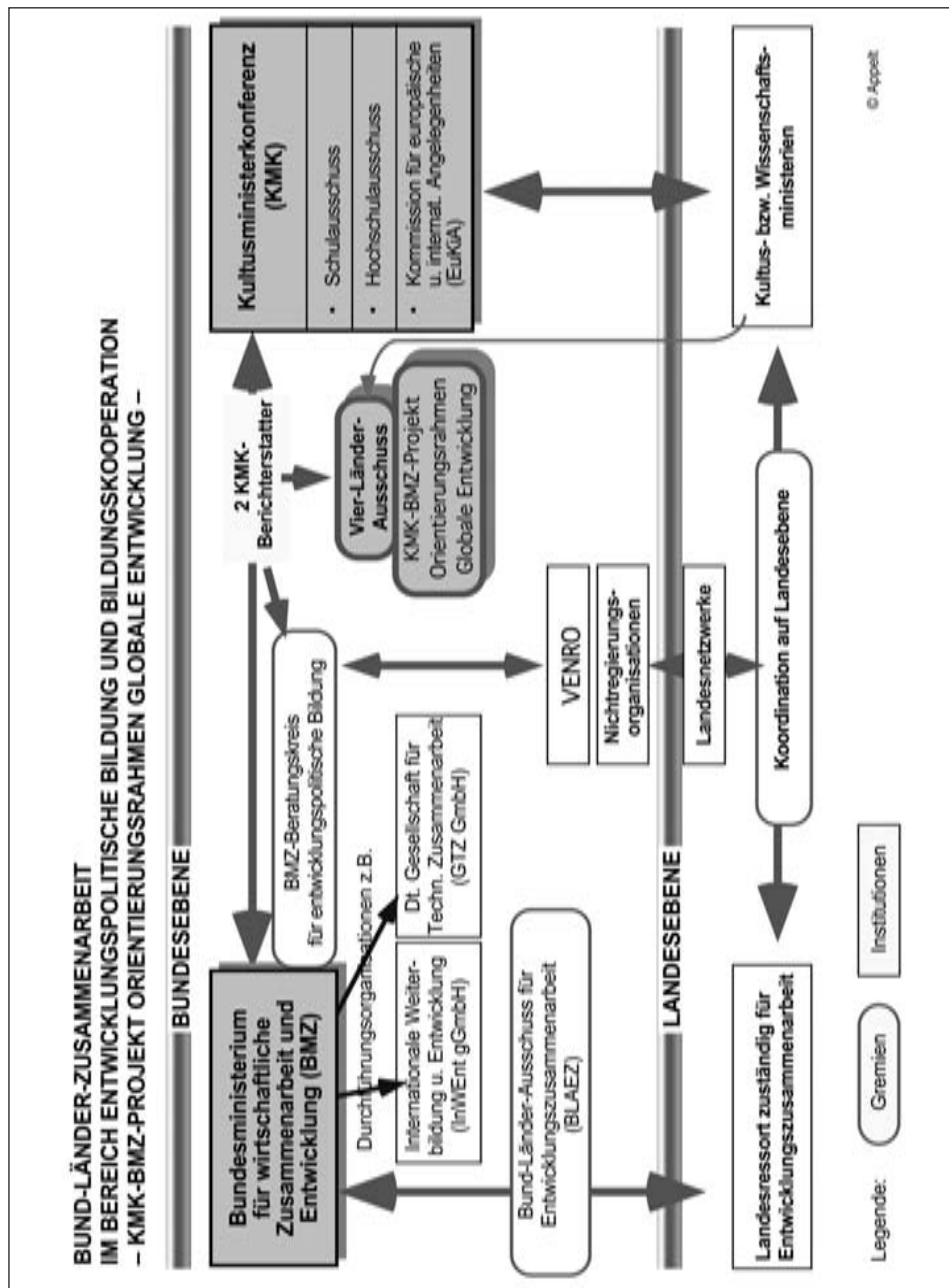 BUND-LÄNDER-ZUSAMMENARBEIT
IM BEREICH ENTWICKLUNGSPOLITISCHE BILDUNG UND BILDUNGSKOOPERATION
– KMK-BMZ-PROJEKT ORIENTIERUNGSRAHMEN GLOBALE ENTWICKLUNG –
BUNDESEBENE
Bundesministerium
für wirtschaftliche
Zusammenarbeit und
Entwicklung (BMZ)
BMZ-Beratungskreis
für entwicklungspolitische Bildung
2 KMK-
Berichterstatter
Kultusministerkonferenz
(KMK)
• Schulausschuss
• Hochschulausschuss
• Kommission für europäische
u. internat. Angelegenheiten
(EuKiA)
Vier-Länder-
Ausschuss
KMK-BMZ-Projekt
Orientierungsrahmen
Globale Entwicklung
Durchführungsorganisationen z.B.
Internationale Weiter-
bildung u. Entwicklung
(InWEnt gGmbH)
Dt. Gesellschaft für
Techn. Zusammenarbeit
(GTZ GmbH)
Bund-Länder-Ausschuss für
Entwicklungszusammenarbeit
(BLAEZ)
VENRO
Nichtregierungs-
organisationen
LANDESEBENE
Landesnetzwerke
Landesressort zuständig für
Entwicklungszusammenarbeit
Koordination auf Landesebene
Kultus- bzw. Wissenschafts-
ministerien
Legende:
Gremien
Institutionen
© Appelt